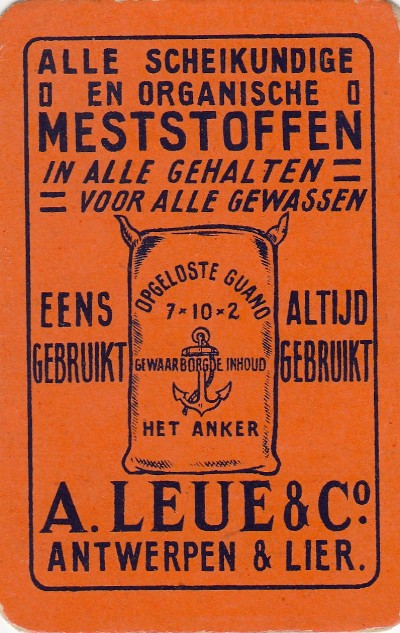 ALLE SCHEIKUNDIGE
EN ORGANISCHE
MESTSTOFFEN
IN ALLE GEHALTEN =
= VOOR ALLE GEWASSEN
OPGELOSTE GUANO
7×10×2
EENS
GEBRUIKT
GEWAARBORGDE INHOUD
HET ANKER
ALTIJD
GEBRUIKT
A. LEUE & Co.
ANTWERPEN & LIER.